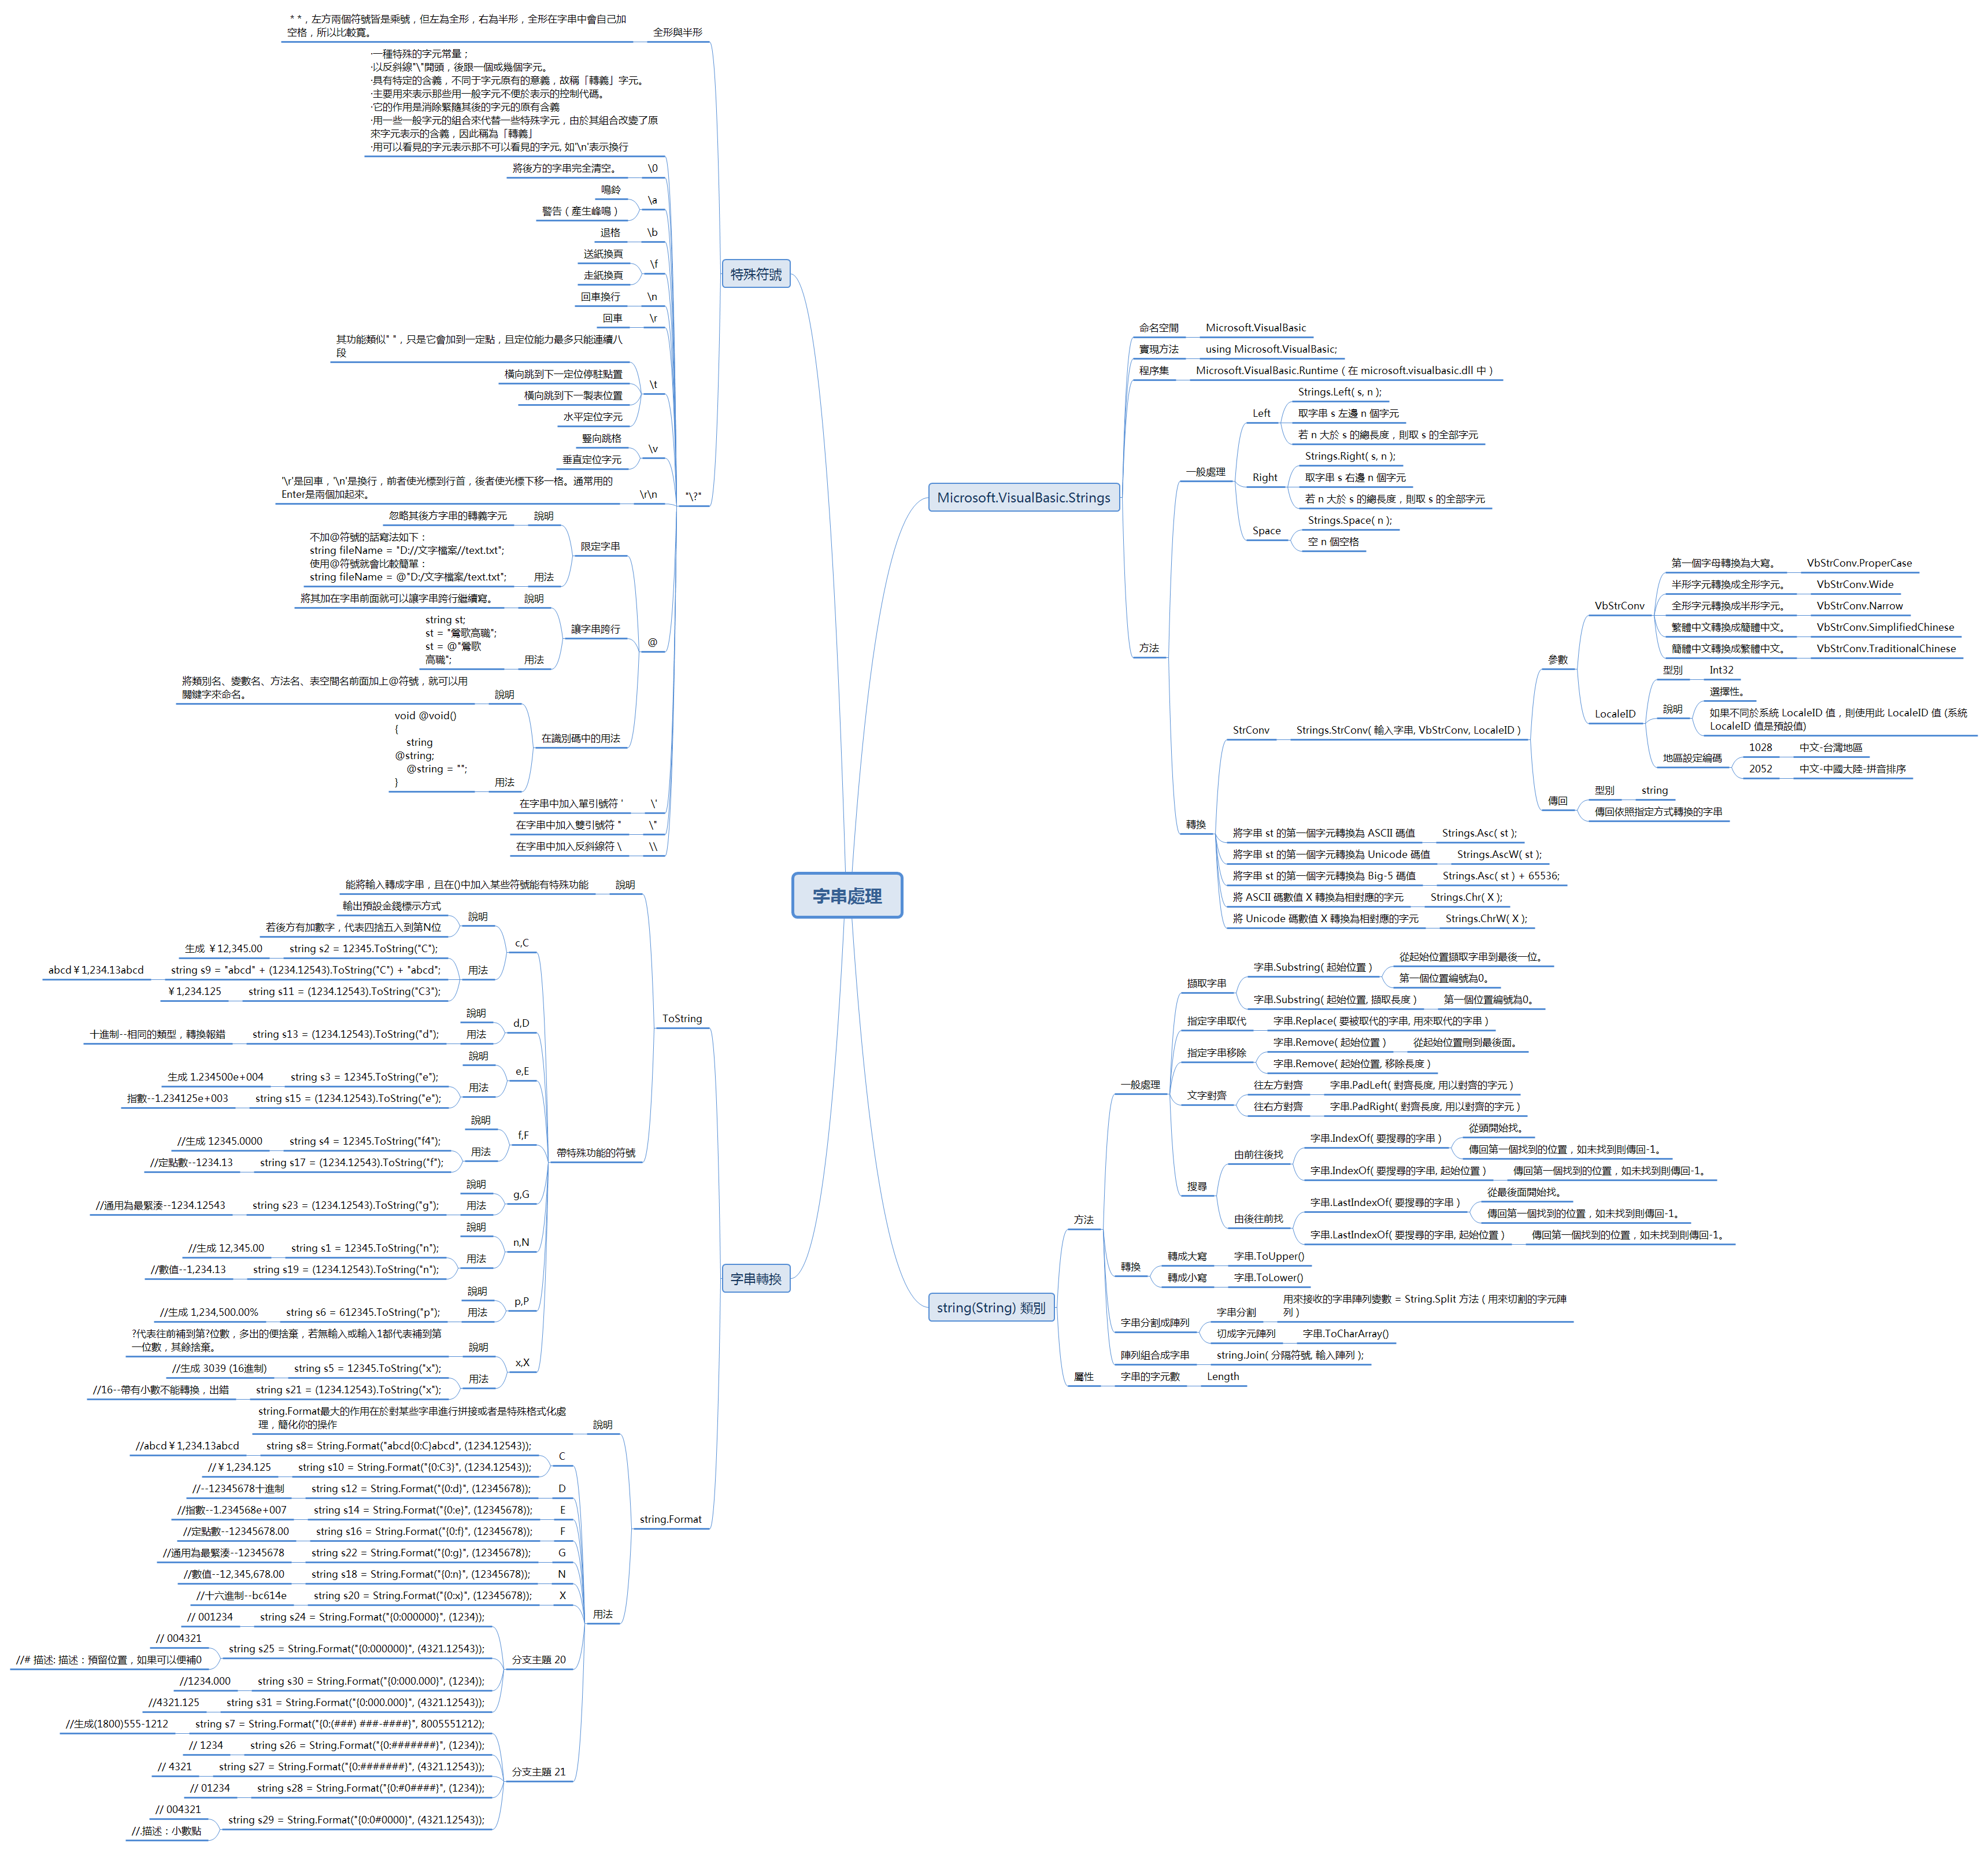 字串處理
特殊符號
全形與半形
＊*，左方兩個符號皆是乘號，但左為全形，右為半形，全形在字串中會自己加
空格，所以比較寬。
"\?"
·一種特殊的字元常量；
·以反斜線"\"開頭，後跟一個或幾個字元。
·具有特定的含義，不同于字元原有的意義，故稱「轉義」字元。
·主要用來表示那些用一般字元不便於表示的控制代碼。
·它的作用是消除緊隨其後的字元的原有含義
·用一些一般字元的組合來代替一些特殊字元，由於其組合改變了原
來字元表示的含義，因此稱為「轉義」
·用可以看見的字元表示那不可以看見的字元, 如'\n'表示換行
\0
將後方的字串完全清空。
\a
鳴鈴
警告（產生峰鳴）
\b
退格
\f
送紙換頁
走紙換頁
\n
回車換行
\r
回車
\t
其功能類似" "，只是它會加到一定點，且定位能力最多只能連續八
段
橫向跳到下一定位停駐點置
橫向跳到下一製表位置
水平定位字元
\v
豎向跳格
垂直定位字元
\r\n
'\r'是回車，'\n'是換行，前者使光標到行首，後者使光標下移一格。通常用的
Enter是兩個加起來。
@
限定字串
說明
忽略其後方字串的轉義字元
用法
不加@符號的話寫法如下：
string fileName = "D://文字檔案//text.txt";
使用@符號就會比較簡單：
string fileName = @"D:/文字檔案/text.txt";
讓字串跨行
說明
將其加在字串前面就可以讓字串跨行繼續寫。
用法
string st;
st = "鶯歌高職";
st = @"鶯歌
高職";
在識別碼中的用法
說明
將類別名、變數名、方法名、表空間名前面加上@符號，就可以用
關鍵字來命名。
用法
void @void()
{
string
@string;
@string = "";
}
\'
在字串中加入單引號符 '
\"
在字串中加入雙引號符 "
\\
在字串中加入反斜線符 \
字串轉換
ToString
說明
能將輸入轉成字串，且在()中加入某些符號能有特殊功能
帶特殊功能的符號
c,C
說明
輸出預設金錢標示方式
若後方有加數字，代表四捨五入到第N位
用法
string s2 = 12345.ToString("C");
生成 ￥12,345.00
string s9 = "abcd" + (1234.12543).ToString("C") + "abcd";
abcd￥1,234.13abcd
string s11 = (1234.12543).ToString("C3");
￥1,234.125
d,D
說明
用法
string s13 = (1234.12543).ToString("d");
十進制--相同的類型，轉換報錯
e,E
說明
用法
string s3 = 12345.ToString("e");
生成 1.234500e+004
string s15 = (1234.12543).ToString("e");
指數--1.234125e+003
f,F
說明
用法
string s4 = 12345.ToString("f4");
//生成 12345.0000
string s17 = (1234.12543).ToString("f");
//定點數--1234.13
g,G
說明
用法
string s23 = (1234.12543).ToString("g");
//通用為最緊湊--1234.12543
n,N
說明
用法
string s1 = 12345.ToString("n");
//生成 12,345.00
string s19 = (1234.12543).ToString("n");
//數值--1,234.13
p,P
說明
用法
string s6 = 612345.ToString("p");
//生成 1,234,500.00%
x,X
說明
?代表往前補到第?位數，多出的便捨棄，若無輸入或輸入1都代表補到第
一位數，其餘捨棄。
用法
string s5 = 12345.ToString("x");
//生成 3039 (16進制)
string s21 = (1234.12543).ToString("x");
//16--帶有小數不能轉換，出錯
string.Format
說明
string.Format最大的作用在於對某些字串進行拼接或者是特殊格式化處
理，簡化你的操作
用法
C
string s8= String.Format("abcd{0:C}abcd", (1234.12543));
//abcd￥1,234.13abcd
string s10 = String.Format("{0:C3}", (1234.12543));
//￥1,234.125
D
string s12 = String.Format("{0:d}", (12345678));
//--12345678十進制
E
string s14 = String.Format("{0:e}", (12345678));
//指數--1.234568e+007
F
string s16 = String.Format("{0:f}", (12345678));
//定點數--12345678.00
G
string s22 = String.Format("{0:g}", (12345678));
//通用為最緊湊--12345678
N
string s18 = String.Format("{0:n}", (12345678));
//數值--12,345,678.00
X
string s20 = String.Format("{0:x}", (12345678));
//十六進制--bc614e
分支主題 20
string s24 = String.Format("{0:000000}", (1234));
// 001234
string s25 = String.Format("{0:000000}", (4321.12543));
// 004321
//# 描述: 描述：預留位置，如果可以便補0
string s30 = String.Format("{0:000.000}", (1234));
//1234.000
string s31 = String.Format("{0:000.000}", (4321.12543));
//4321.125
分支主題 21
string s7 = String.Format("{0:(###) ###-####}", 8005551212);
//生成(1800)555-1212
string s26 = String.Format("{0:#######}", (1234));
// 1234
string s27 = String.Format("{0:#######}", (4321.12543));
// 4321
string s28 = String.Format("{0:#0####}", (1234));
// 01234
string s29 = String.Format("{0:0#0000}", (4321.12543));
// 004321
//.描述：小數點
Microsoft.VisualBasic.Strings
命名空間
Microsoft.VisualBasic
實現方法
using Microsoft.VisualBasic;
程序集
Microsoft.VisualBasic.Runtime（在 microsoft.visualbasic.dll 中）
方法
一般處理
Left
Strings.Left( s, n );
取字串 s 左邊 n 個字元
若 n 大於 s 的總長度，則取 s 的全部字元
Right
Strings.Right( s, n );
取字串 s 右邊 n 個字元
若 n 大於 s 的總長度，則取 s 的全部字元
Space
Strings.Space( n );
空 n 個空格
轉換
StrConv
Strings.StrConv( 輸入字串, VbStrConv, LocaleID )
參數
VbStrConv
第一個字母轉換為大寫。
VbStrConv.ProperCase
半形字元轉換成全形字元。
VbStrConv.Wide
全形字元轉換成半形字元。
VbStrConv.Narrow
繁體中文轉換成簡體中文。
VbStrConv.SimplifiedChinese
簡體中文轉換成繁體中文。
VbStrConv.TraditionalChinese
LocaleID
型別
Int32
說明
選擇性。
如果不同於系統 LocaleID 值，則使用此 LocaleID 值 (系統
LocaleID 值是預設值)
地區設定編碼
1028
中文-台灣地區
2052
中文-中國大陸-拼音排序
傳回
型別
string
傳回依照指定方式轉換的字串
將字串 st 的第一個字元轉換為 ASCII 碼值
Strings.Asc( st );
將字串 st 的第一個字元轉換為 Unicode 碼值
Strings.AscW( st );
將字串 st 的第一個字元轉換為 Big-5 碼值
Strings.Asc( st ) + 65536;
將 ASCII 碼數值 X 轉換為相對應的字元
Strings.Chr( X );
將 Unicode 碼數值 X 轉換為相對應的字元
Strings.ChrW( X );
string(String) 類別
方法
一般處理
擷取字串
字串.Substring( 起始位置 )
從起始位置擷取字串到最後一位。
第一個位置編號為0。
字串.Substring( 起始位置, 擷取長度 )
第一個位置編號為0。
指定字串取代
字串.Replace( 要被取代的字串, 用來取代的字串 )
指定字串移除
字串.Remove( 起始位置 )
從起始位置刪到最後面。
字串.Remove( 起始位置, 移除長度 )
文字對齊
往左方對齊
字串.PadLeft( 對齊長度, 用以對齊的字元 )
往右方對齊
字串.PadRight( 對齊長度, 用以對齊的字元 )
搜尋
由前往後找
字串.IndexOf( 要搜尋的字串 )
從頭開始找。
傳回第一個找到的位置，如未找到則傳回-1。
字串.IndexOf( 要搜尋的字串, 起始位置 )
傳回第一個找到的位置，如未找到則傳回-1。
由後往前找
字串.LastIndexOf( 要搜尋的字串 )
從最後面開始找。
傳回第一個找到的位置，如未找到則傳回-1。
字串.LastIndexOf( 要搜尋的字串, 起始位置 )
傳回第一個找到的位置，如未找到則傳回-1。
轉換
轉成大寫
字串.ToUpper()
轉成小寫
字串.ToLower()
字串分割成陣列
字串分割
用來接收的字串陣列變數 = String.Split 方法 ( 用來切割的字元陣
列 )
切成字元陣列
字串.ToCharArray()
陣列組合成字串
string.Join( 分隔符號, 輸入陣列 );
屬性
字串的字元數
Length